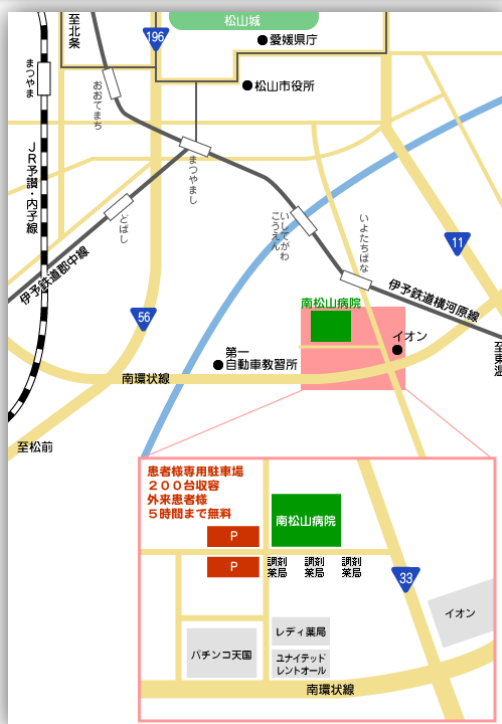 松山城
至北条
196
愛媛県庁
まつやま
おおてまち
松山市役所
JR予讃・内子線
まつやまし
どばし
いしてがわ
こうえん
いよたちばな
11
伊予鉄道郡中線
伊予鉄道横河原線
56
南松山病院
イオン
至東温
第一
自動車教習所
南環状線
至松前
患者様専用駐車場
200台収容
外来患者様
5時間まで無料
南松山病院
P
P
調剤
薬局
調剤
薬局
調剤
薬局
33
イオン
レディ薬局
パチンコ天国
ユナイテッド
レントオール
南環状線